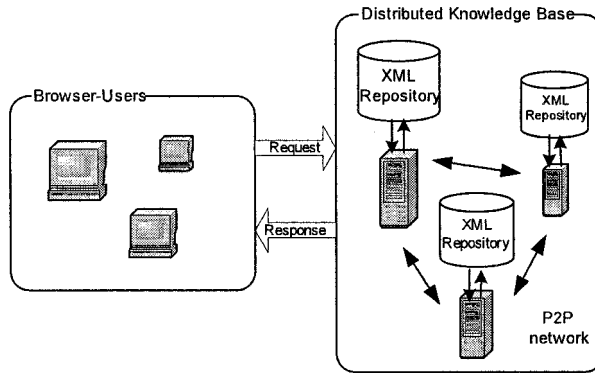 Distributed Knowledge Base
XML
Repository
XML
Repository
Browser-Users
Request
Response
XML
Repository
P2P
network